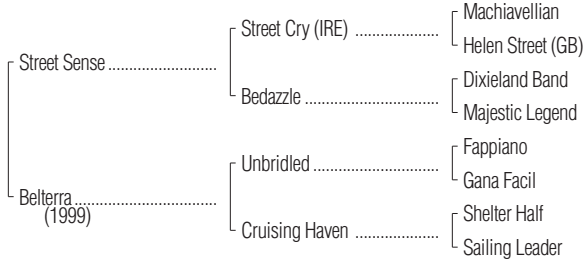 Machiavellian
Street Cry (IRE) ..................
Helen Street (GB)
Street Sense .......................
Dixieland Band
Bedazzle .............................
Majestic Legend
Fappiano
Unbridled ...........................
Gana Facil
Belterra ..............................
(1999)
Shelter Half
Cruising Haven ..................
Sailing Leader